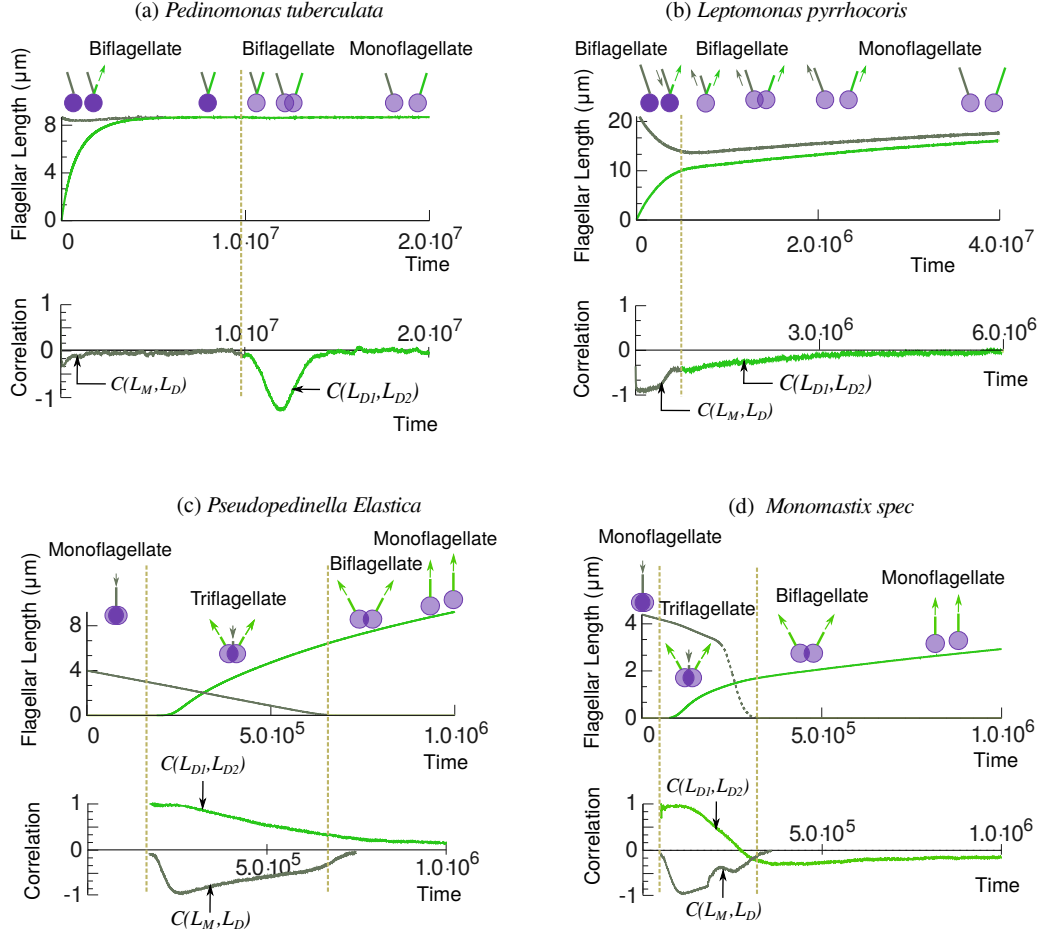 (a) Pedinomonas tuberculata
Biflagellate Biflagellate Monoflagellate
Flagellar Length (μm)
8
4
0
0 1.0·10⁷ 2.0·10⁷
Time
Correlation
1
0
-1
1.0·10⁷ 2.0·10⁷
C(L_M,L_D)
C(L_D1,L_D2)
Time
(b) Leptomonas pyrrhocoris
Biflagellate Biflagellate Monoflagellate
Flagellar Length (μm)
20
10
0
0 2.0·10⁶ 4.0·10⁷
Time
Correlation
1
0
-1
3.0·10⁶ 6.0·10⁶
C(L_D1,L_D2)
C(L_M,L_D)
Time
(c) Pseudopedinella Elastica
Monoflagellate
Triflagellate
Biflagellate
Monoflagellate
Flagellar Length (μm)
8
4
0
0 5.0·10⁵ 1.0·10⁶
Time
C(L_D1,L_D2)
Correlation
1
0
-1
5.0·10⁵ 1.0·10⁶
Time
C(L_M,L_D)
(d) Monomastix spec
Monoflagellate
Triflagellate
Biflagellate
Monoflagellate
Flagellar Length (μm)
4
2
0
0 5.0·10⁵ 1.0·10⁶
Time
C(L_D1,L_D2)
Correlation
1
0
-1
5.0·10⁵ 1.0·10⁶
Time
C(L_M,L_D)